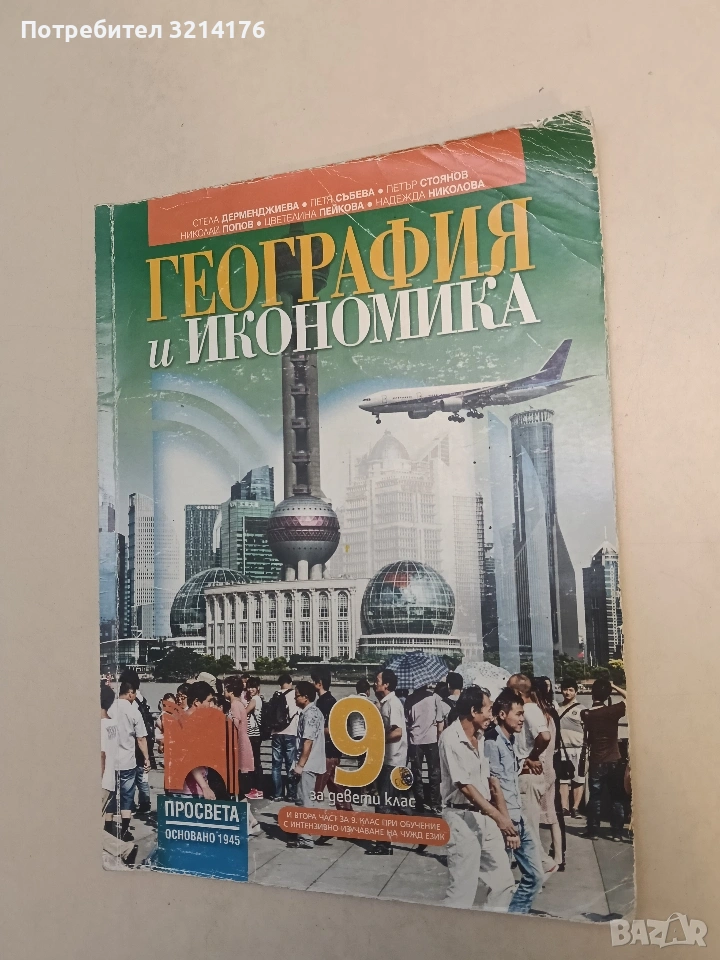 Потребител 3214176
СТЕЛА ДЕРМЕНДЖИЕВА • ПЕТЯ СЪБЕВА • ПЕТЪР СТОЯНОВ
НИКОЛАЙ ПОПОВ • ЦВЕТЕЛИНА ПЕЙКОВА • НАДЕЖДА НИКОЛОВА
ГЕОГРАФИЯ
и ИКОНОМИКА
9.
за девети клас
И ВТОРА ЧАСТ ЗА 9. КЛАС ПРИ ОБУЧЕНИЕ
С ИНТЕНЗИВНО ИЗУЧАВАНЕ НА ЧУЖД ЕЗИК
ПРОСВЕТА
ОСНОВАНО 1945
BAZAR